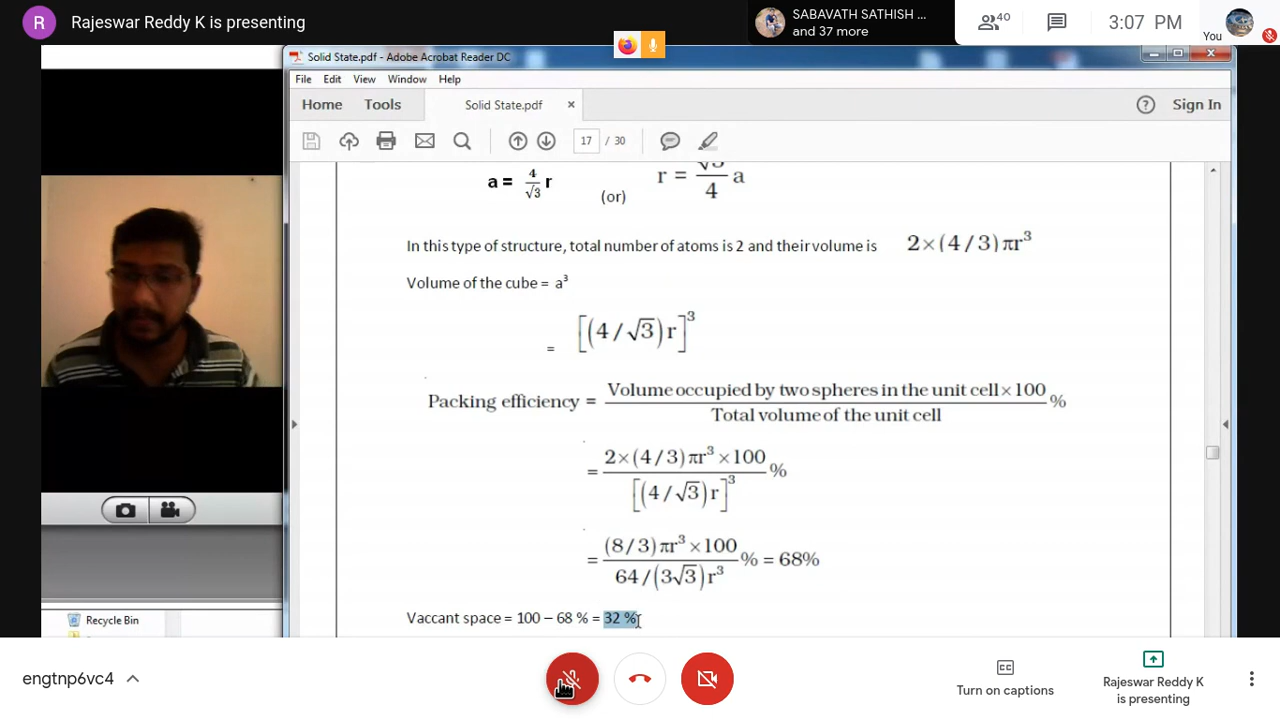 R Rajeswar Reddy K is presenting
SABAVATH SATHISH ...
and 37 more
40
3:07 PM
You
Solid State.pdf - Adobe Acrobat Reader DC
File Edit View Window Help
Home Tools Solid State.pdf × Sign In
17 / 30
a = 4/√3 r (or) r = √3/4 a
In this type of structure, total number of atoms is 2 and their volume is 2×(4/3)πr³
Volume of the cube = a³
= [(4/√3)r]³
Packing efficiency = Volume occupied by two spheres in the unit cell×100 / Total volume of the unit cell %
= 2×(4/3)πr³×100 / [(4/√3)r]³ %
= (8/3)πr³×100 / 64/(3√3)r³ % = 68%
Vaccant space = 100 – 68 % = 32 %
Recycle Bin
engtnp6vc4
Turn on captions
Rajeswar Reddy K
is presenting